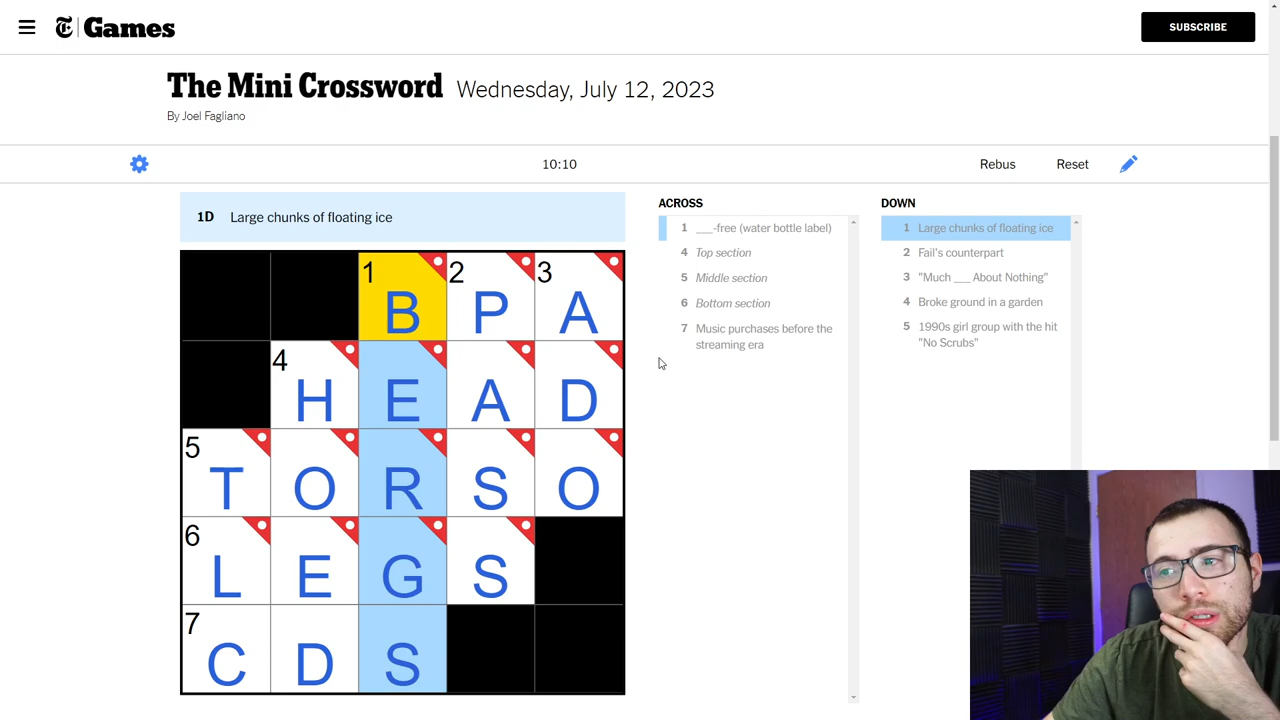 Games
SUBSCRIBE
The Mini Crossword Wednesday, July 12, 2023
By Joel Fagliano
10:10
Rebus
Reset
1D Large chunks of floating ice
1 B 2 P 3 A
4 H E A D
5 T O R S O
6 L E G S
7 C D S
ACROSS
1 ___-free (water bottle label)
4 Top section
5 Middle section
6 Bottom section
7 Music purchases before the
streaming era
DOWN
1 Large chunks of floating ice
2 Fail's counterpart
3 "Much ___ About Nothing"
4 Broke ground in a garden
5 1990s girl group with the hit
"No Scrubs"